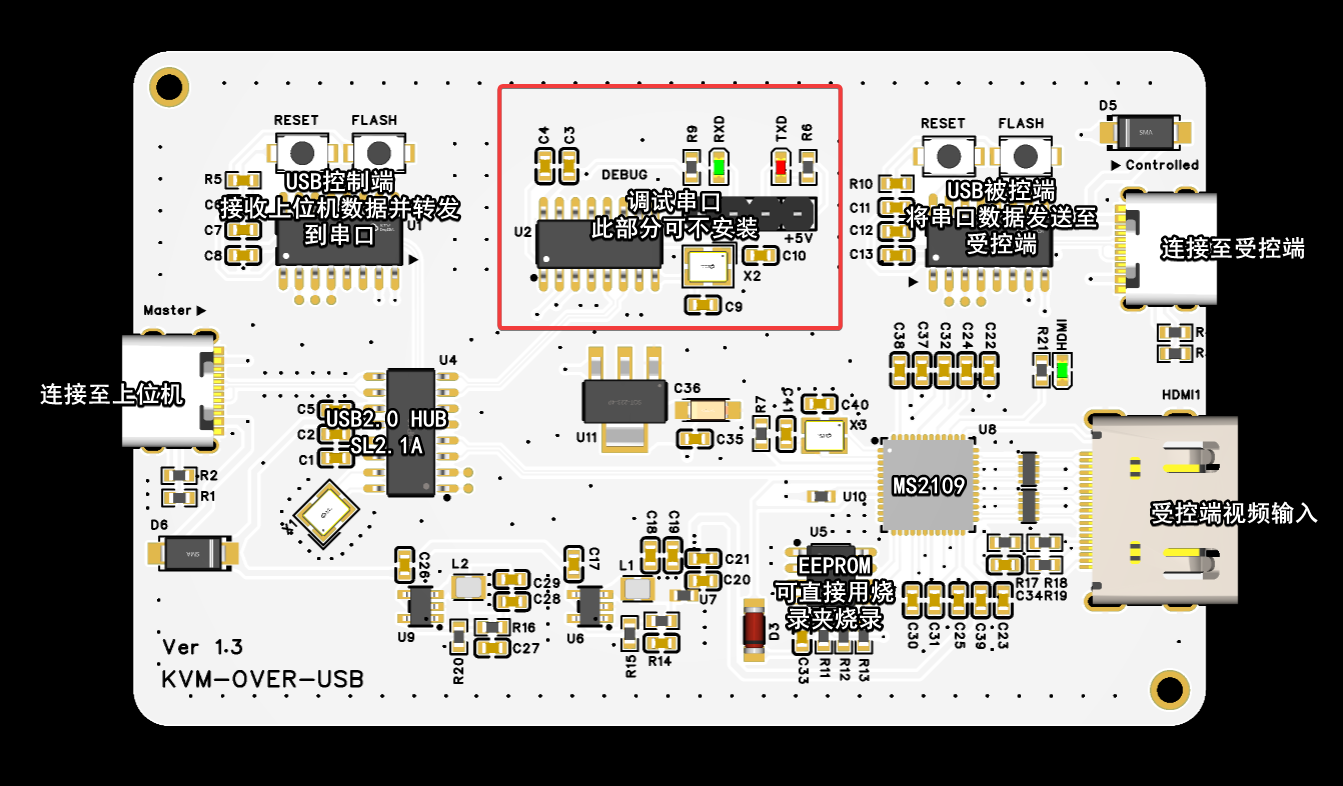 D5
RESET
FLASH
C4
C3
R9
RXD
TXD
R6
RESET
FLASH
Controlled
R5
USB控制端
接收上位机数据并转发
到串口
C7
C8
U1
DEBUG
调试串口
此部分可不安装
U2
+5V
C10
X2
C9
R10
C11
C12
C13
USB被控端
将串口数据发送至
受控端
连接至受控端
Master
连接至上位机
U4
C5
C2
C1
USB2.0 HUB
SL2.1A
R2
R1
D6
U11
C36
C35
R7
C41
C40
X3
C38
C37
C32
C24
C22
R21
HDMI
R
R
HDMI1
U8
MS2109
受控端视频输入
U10
U5
EEPROM
可直接用烧
录夹烧录
R17
R18
C34
R19
C26
L2
C29
C28
U9
R20
R16
C27
C17
U6
C18
C19
L1
C21
C20
U7
R15
R14
D3
C33
R11
R12
R13
C30
C31
C25
C39
C23
Ver 1.3
KVM-OVER-USB